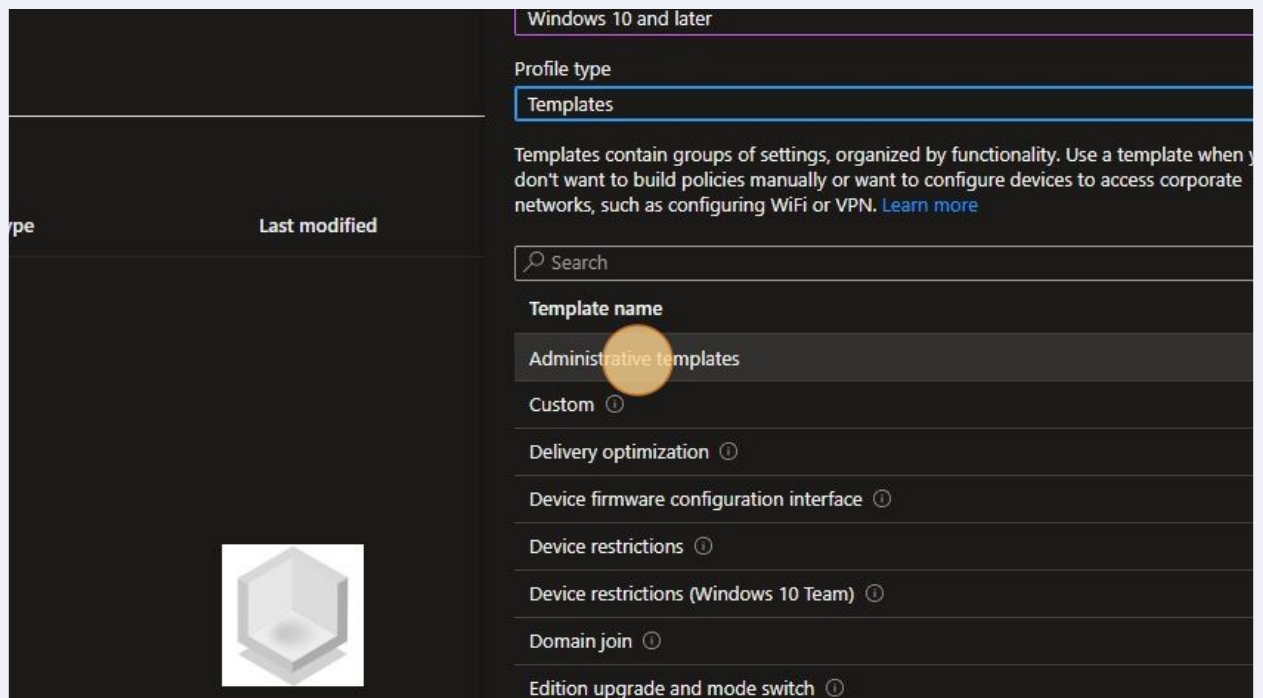 Windows 10 and later
Profile type
Templates
Templates contain groups of settings, organized by functionality. Use a template when
don't want to build policies manually or want to configure devices to access corporate
networks, such as configuring WiFi or VPN. Learn more
Last modified
Search
Template name
Administrative templates
Custom
Delivery optimization
Device firmware configuration interface
Device restrictions
Device restrictions (Windows 10 Team)
Domain join
Edition upgrade and mode switch